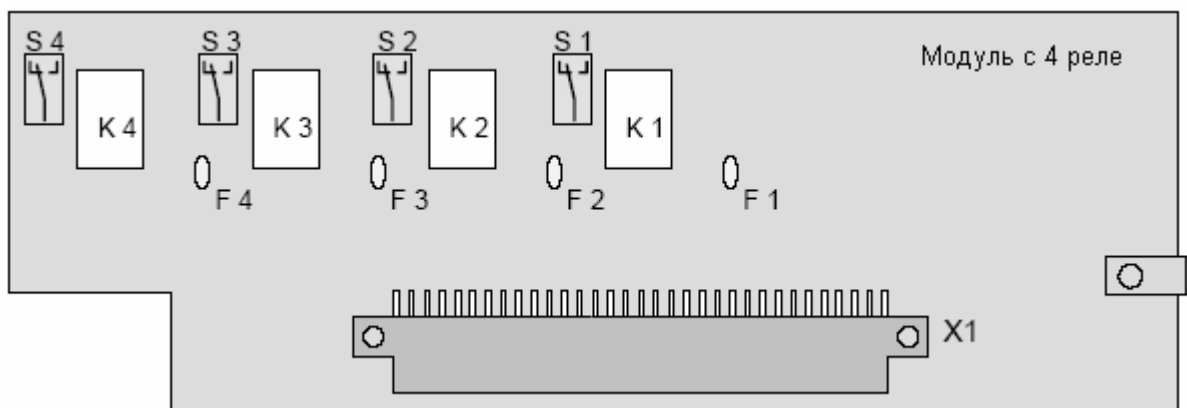 S 4 S 3 S 2 S 1
Модуль с 4 реле
K 4 K 3 K 2 K 1
F 4 F 3 F 2 F 1
X1